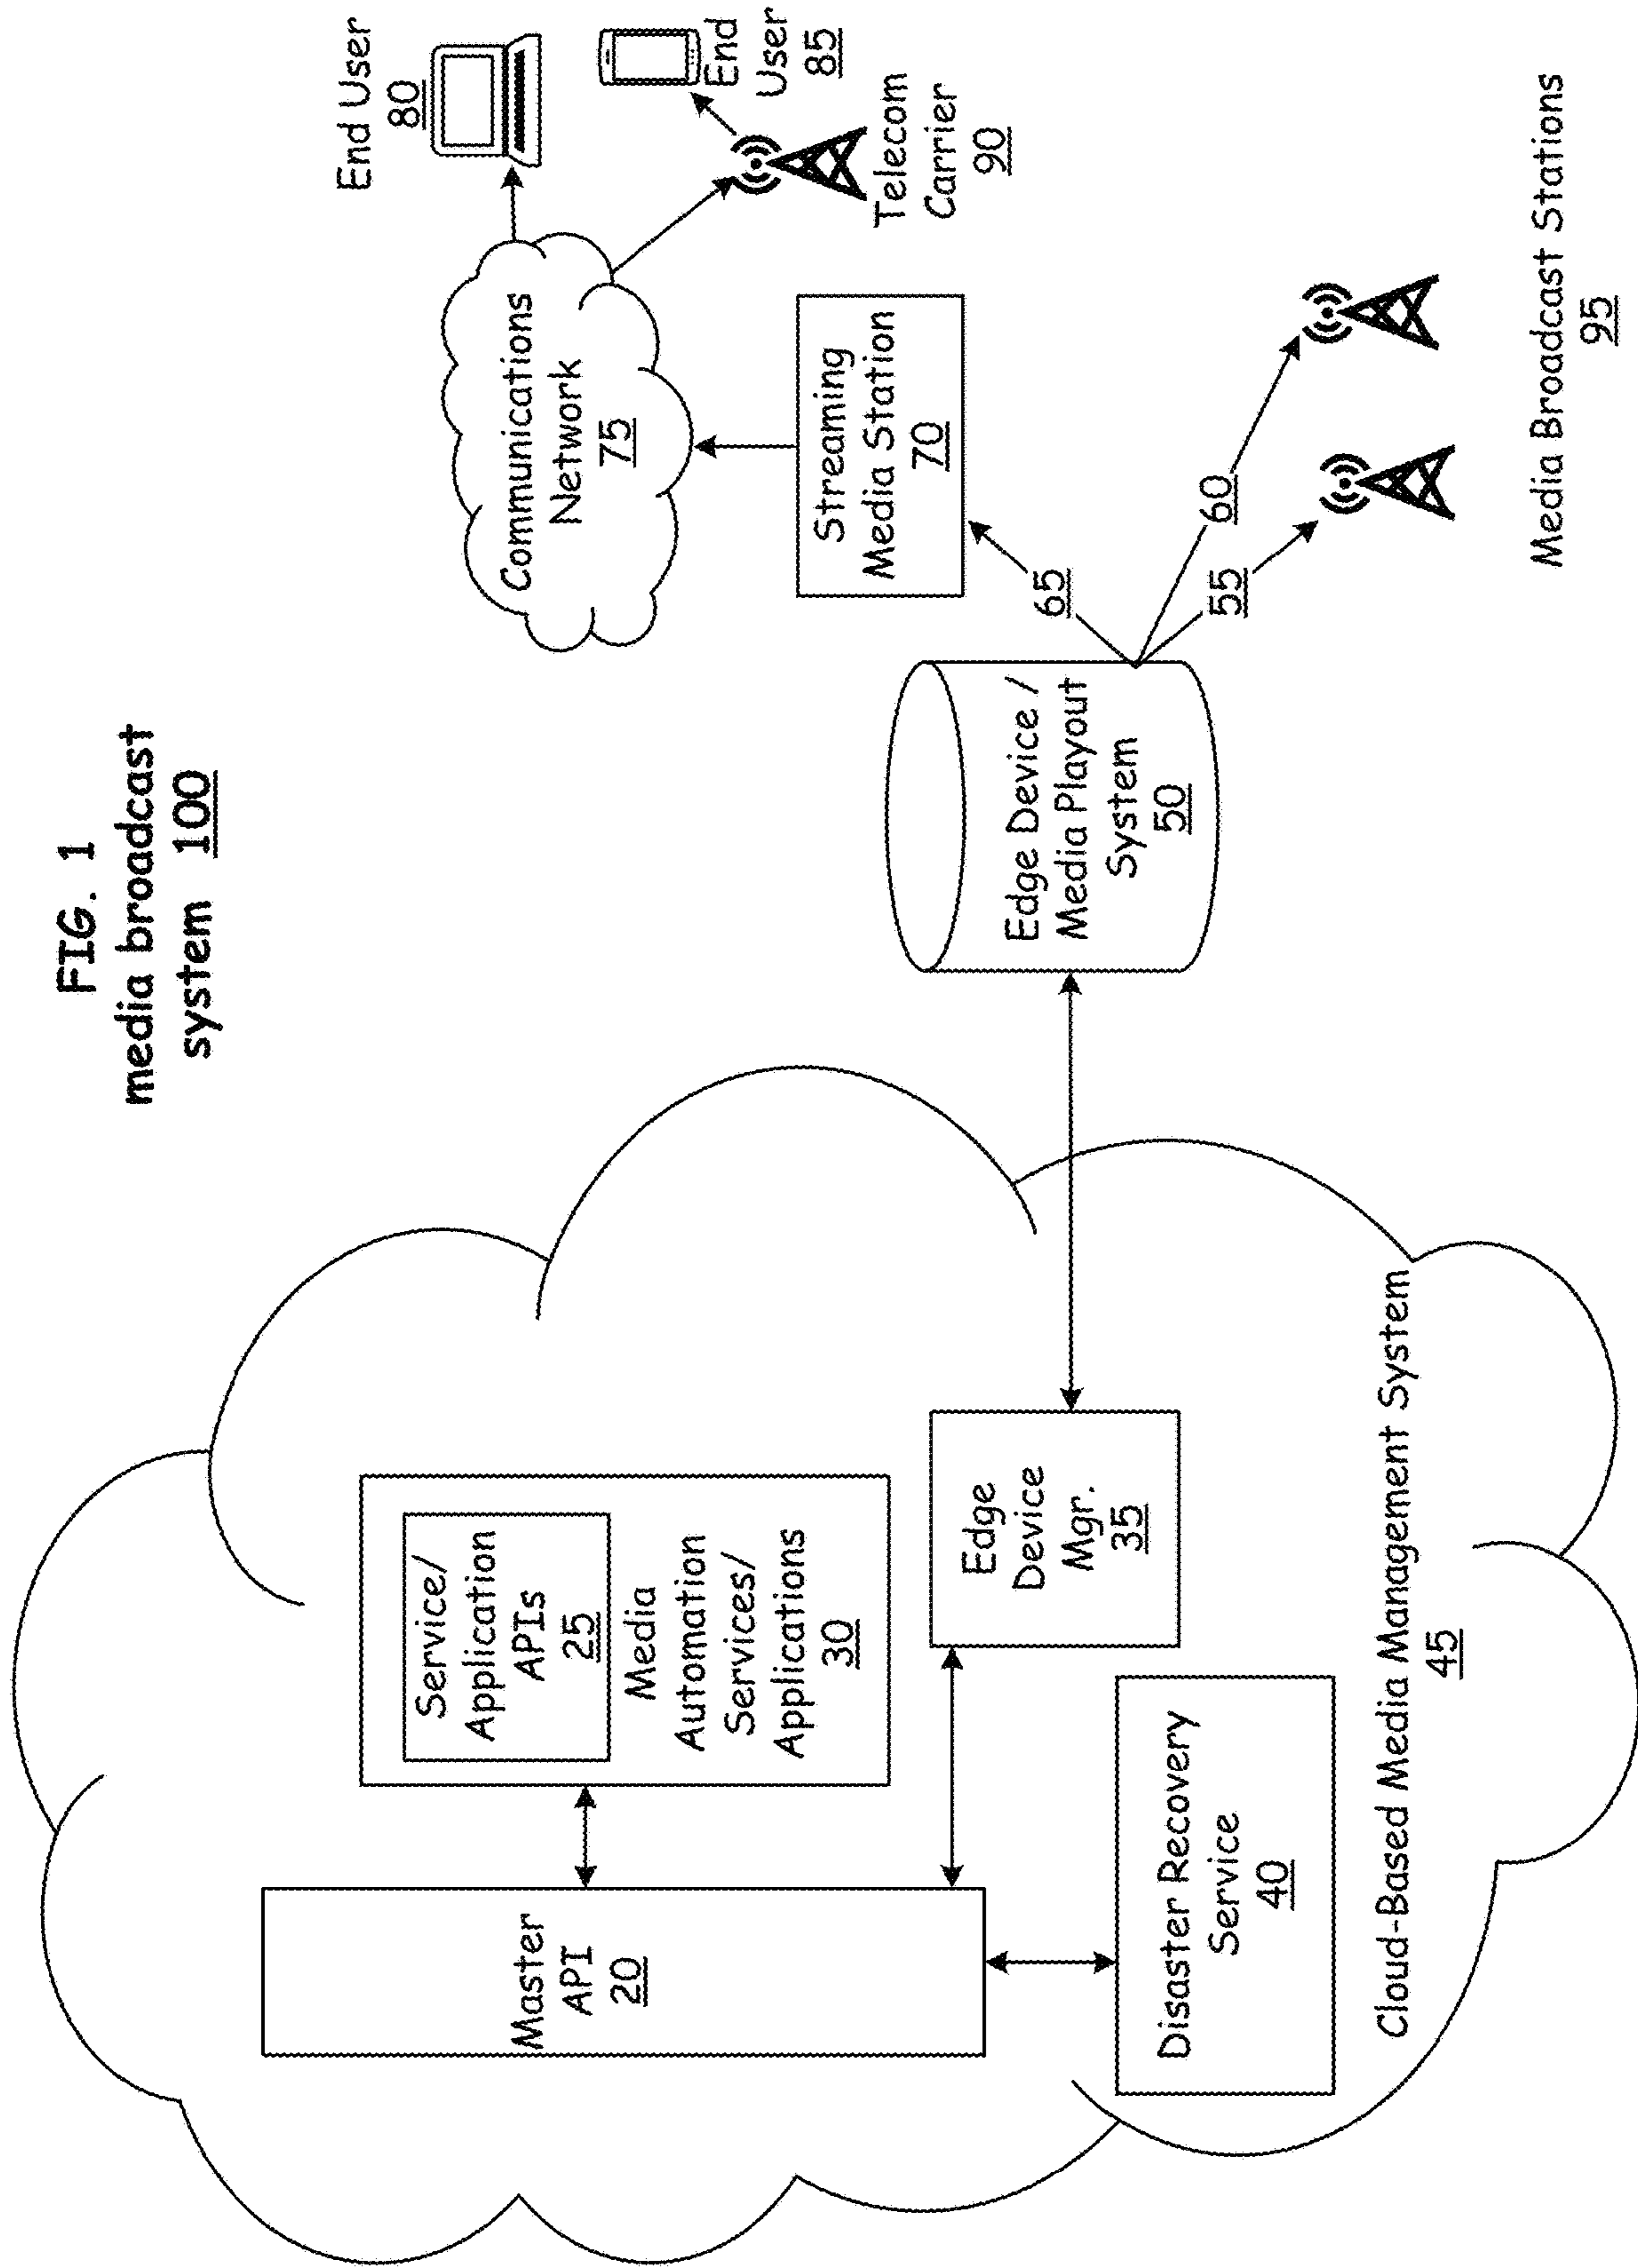 FIG. 1
media broadcast
system 100
Master
API
20
Service/
Application
APIs
25
Media
Automation
Services/
Applications
30
Edge
Device
Mgr.
35
Disaster Recovery
Service
40
Cloud-Based Media Management System
45
Edge Device /
Media Playout
System
50
65
60
55
Streaming
Media Station
70
Communications
Network
75
End User
80
End
User
85
Telecom
Carrier
90
Media Broadcast Stations
95